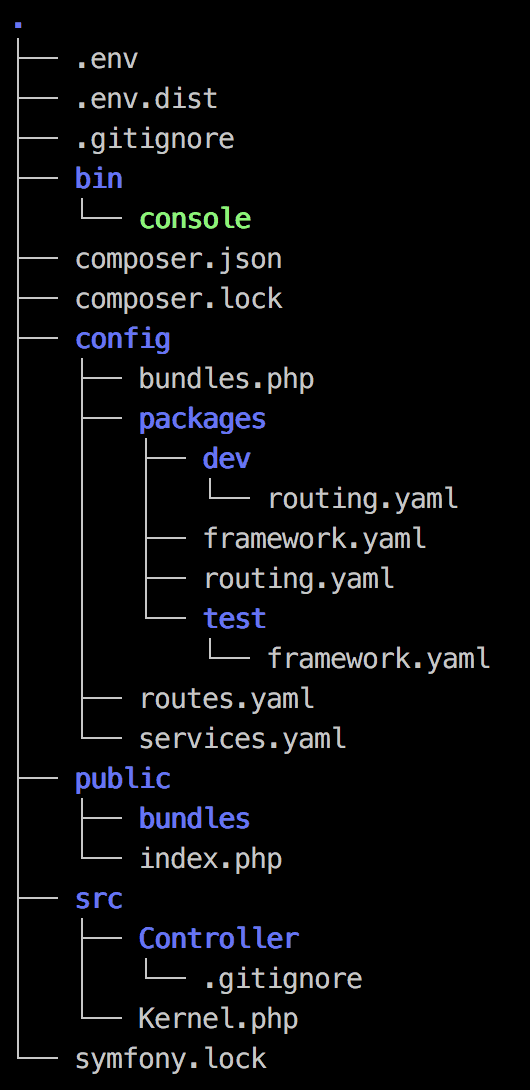 .
.env
.env.dist
.gitignore
bin
console
composer.json
composer.lock
config
bundles.php
packages
dev
routing.yaml
framework.yaml
routing.yaml
test
framework.yaml
routes.yaml
services.yaml
public
bundles
index.php
src
Controller
.gitignore
Kernel.php
symfony.lock